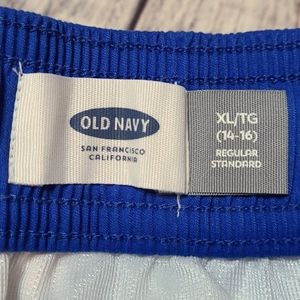 OLD NAVY
SAN FRANCISCO
CALIFORNIA
XL/TG
(14-16)
REGULAR
STANDARD